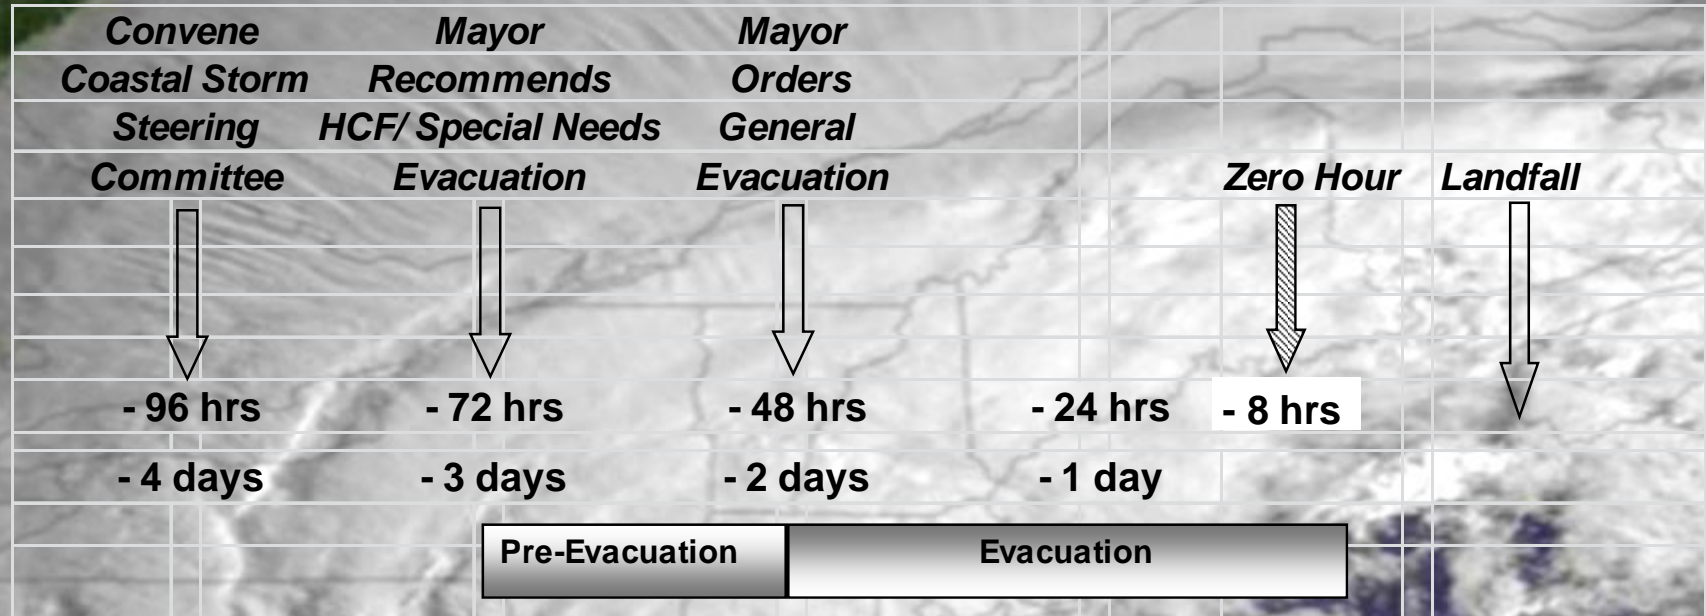 Convene Mayor Mayor
Coastal Storm Recommends Orders
Steering HCF/ Special Needs General
Committee Evacuation Evacuation Zero Hour Landfall
- 96 hrs - 72 hrs - 48 hrs - 24 hrs - 8 hrs
- 4 days - 3 days - 2 days - 1 day
Pre-Evacuation Evacuation